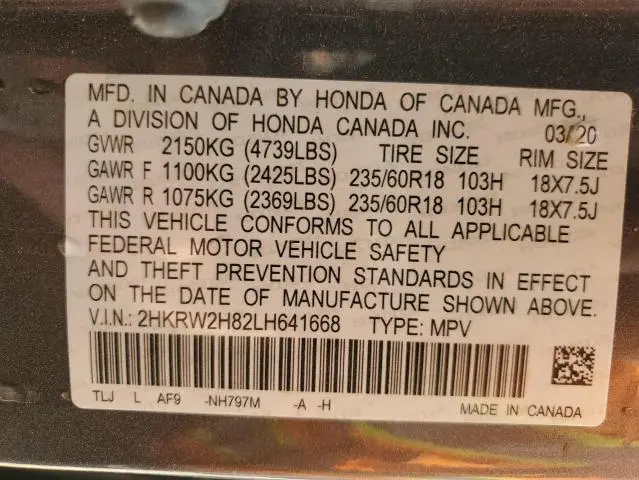 MFD. IN CANADA BY HONDA OF CANADA MFG.,
A DIVISION OF HONDA CANADA INC. 03/20
GVWR 2150KG (4739LBS) TIRE SIZE RIM SIZE
GAWR F 1100KG (2425LBS) 235/60R18 103H 18X7.5J
GAWR R 1075KG (2369LBS) 235/60R18 103H 18X7.5J
THIS VEHICLE CONFORMS TO ALL APPLICABLE
FEDERAL MOTOR VEHICLE SAFETY
AND THEFT PREVENTION STANDARDS IN EFFECT
ON THE DATE OF MANUFACTURE SHOWN ABOVE.
V.I.N.: 2HKRW2H82LH641668 TYPE: MPV
TLJ L AF9 -NH797M -A -H MADE IN CANADA